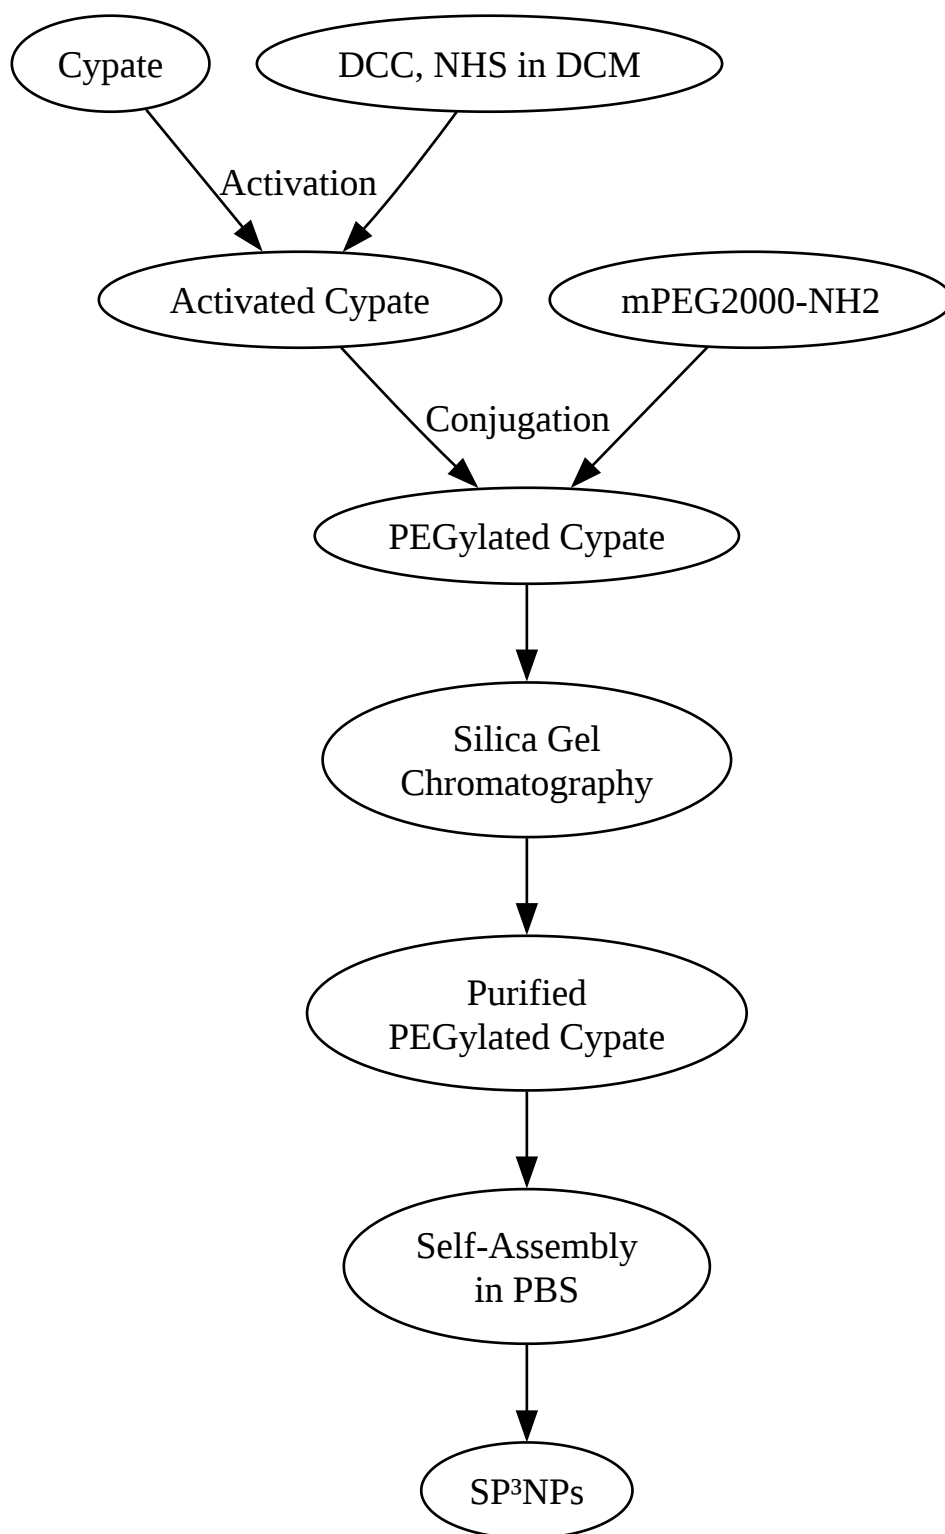 Cypate
DCC, NHS in DCM
Activation
Activated Cypate
mPEG2000-NH2
Conjugation
PEGylated Cypate
Silica Gel
Chromatography
Purified
PEGylated Cypate
Self-Assembly
in PBS
SP³NPs